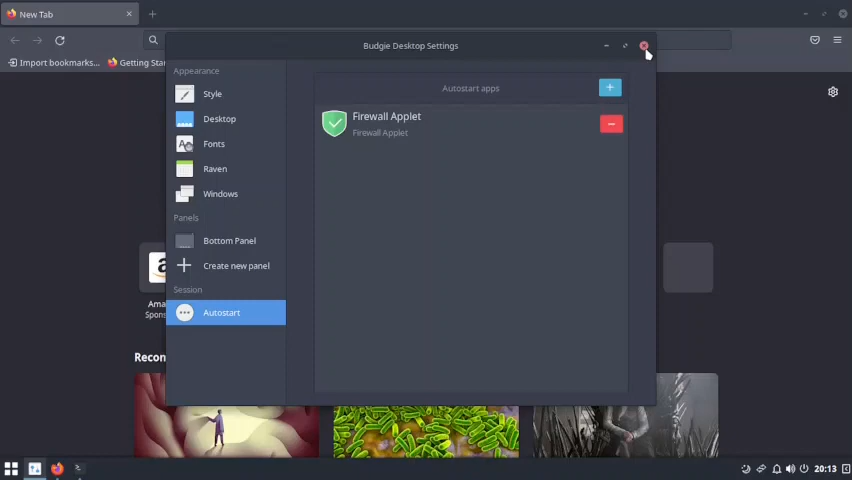 New Tab
Budgie Desktop Settings
Import bookmarks...
Getting Star
Appearance
Style
Desktop
Fonts
Raven
Windows
Panels
Bottom Panel
Create new panel
Session
Autostart
Autostart apps
Firewall Applet
Firewall Applet
Ama
Spons
Recon
20:13